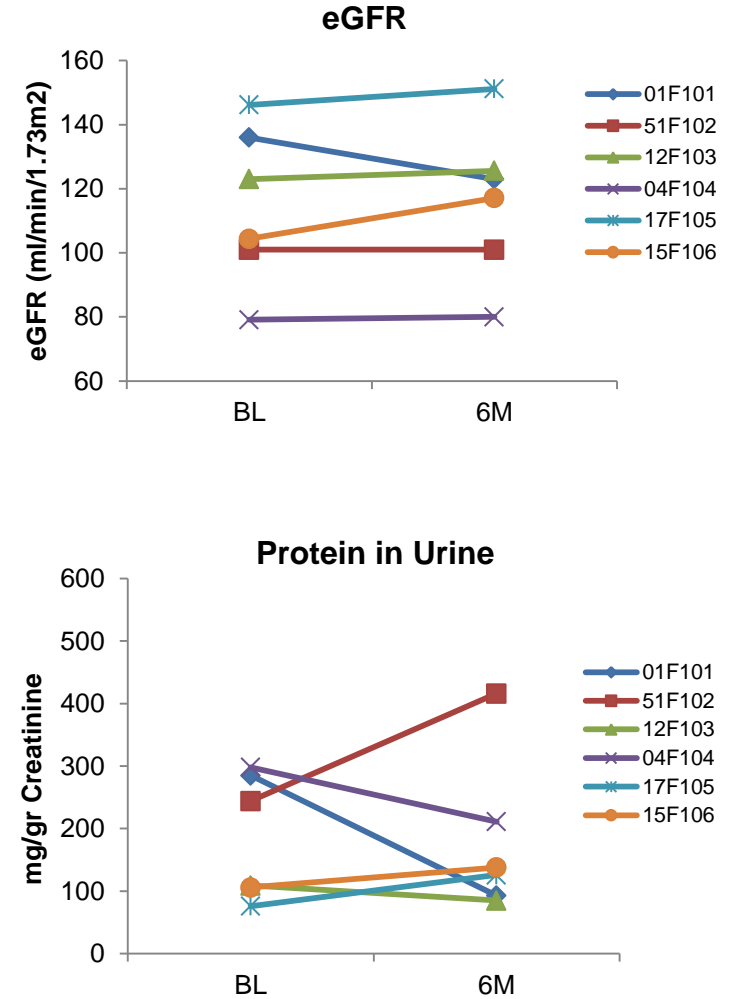 eGFR
eGFR (ml/min/1.73m2)
160
140
120
100
80
60
BL 6M
01F101
51F102
12F103
04F104
17F105
15F106
Protein in Urine
mg/gr Creatinine
600
500
400
300
200
100
0
BL 6M
01F101
51F102
12F103
04F104
17F105
15F106